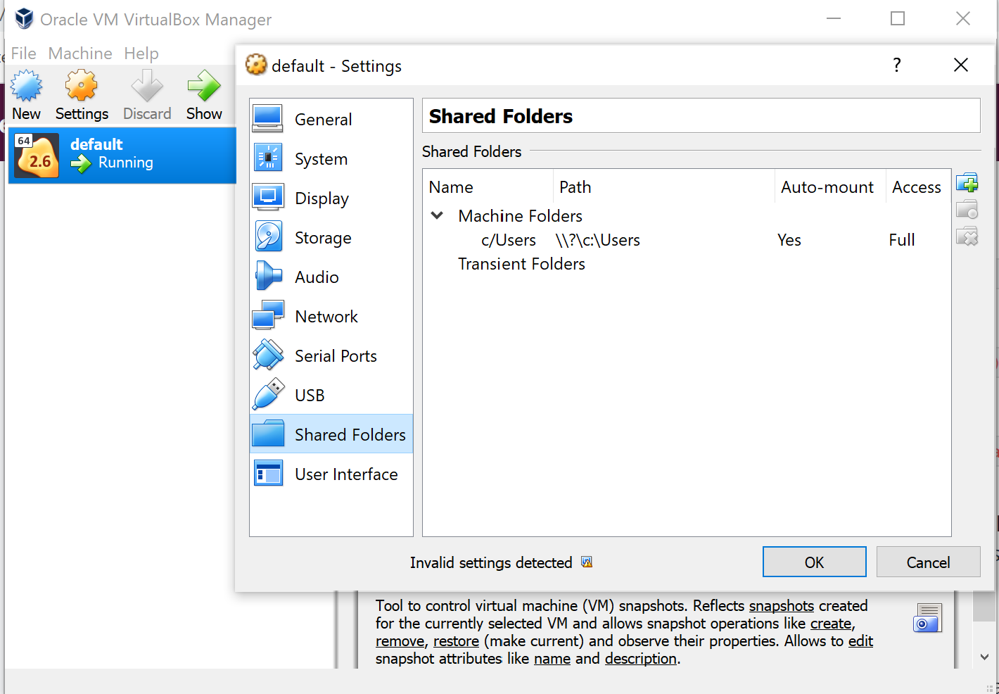 Oracle VM VirtualBox Manager
File Machine Help
New Settings Discard Show
64
2.6
default
Running
default - Settings
?
General
System
Display
Storage
Audio
Network
Serial Ports
USB
Shared Folders
User Interface
Shared Folders
Shared Folders
Name Path Auto-mount Access
Machine Folders
c/Users \\?\c:\Users Yes Full
Transient Folders
Invalid settings detected
OK Cancel
Tool to control virtual machine (VM) snapshots. Reflects snapshots created
for the currently selected VM and allows snapshot operations like create,
remove, restore (make current) and observe their properties. Allows to edit
snapshot attributes like name and description.